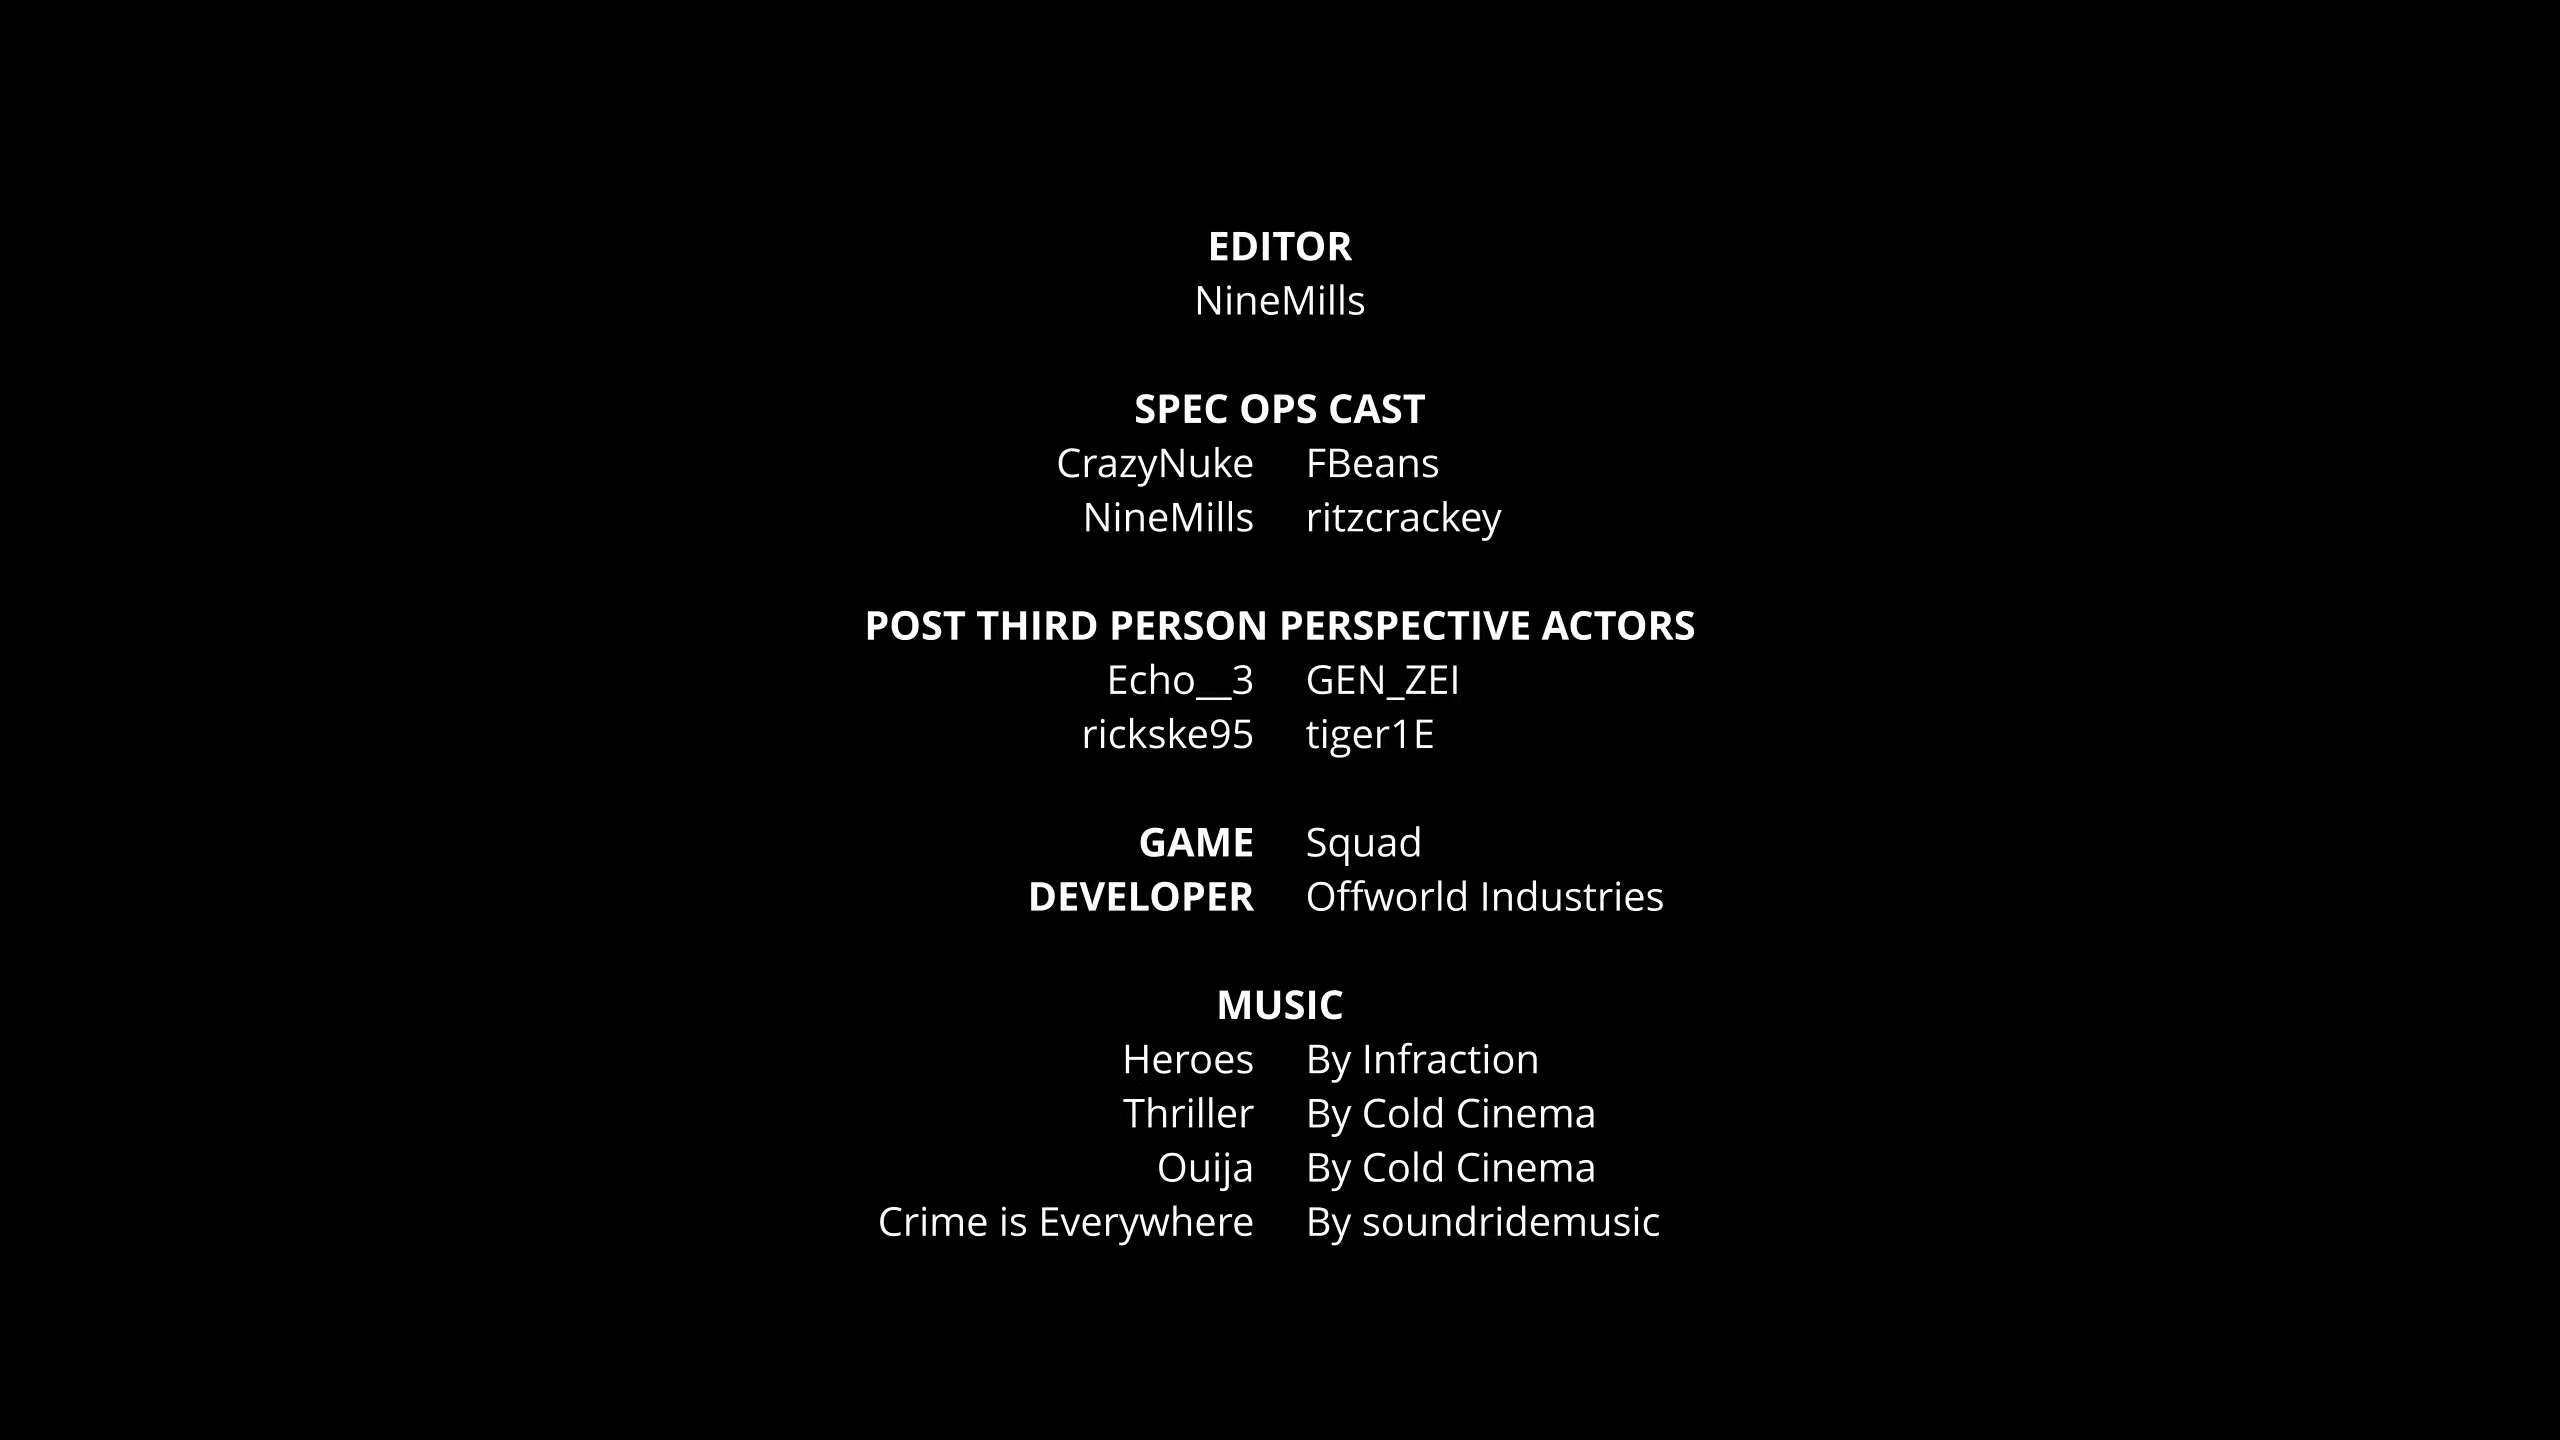 EDITOR
NineMills
SPEC OPS CAST
CrazyNuke FBeans
NineMills ritzcrackey
POST THIRD PERSON PERSPECTIVE ACTORS
Echo__3 GEN_ZEI
rickske95 tiger1E
GAME Squad
DEVELOPER Offworld Industries
MUSIC
Heroes By Infraction
Thriller By Cold Cinema
Ouija By Cold Cinema
Crime is Everywhere By soundridemusic